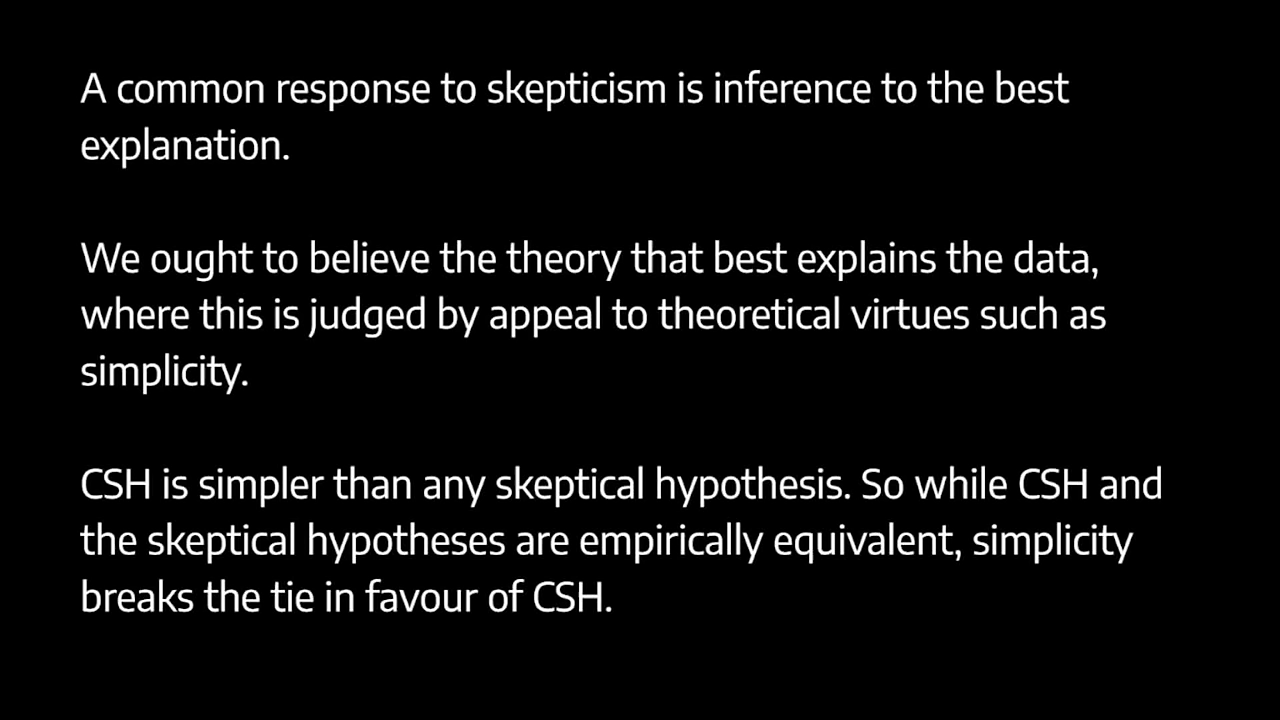 A common response to skepticism is inference to the best
explanation.
We ought to believe the theory that best explains the data,
where this is judged by appeal to theoretical virtues such as
simplicity.
CSH is simpler than any skeptical hypothesis. So while CSH and
the skeptical hypotheses are empirically equivalent, simplicity
breaks the tie in favour of CSH.